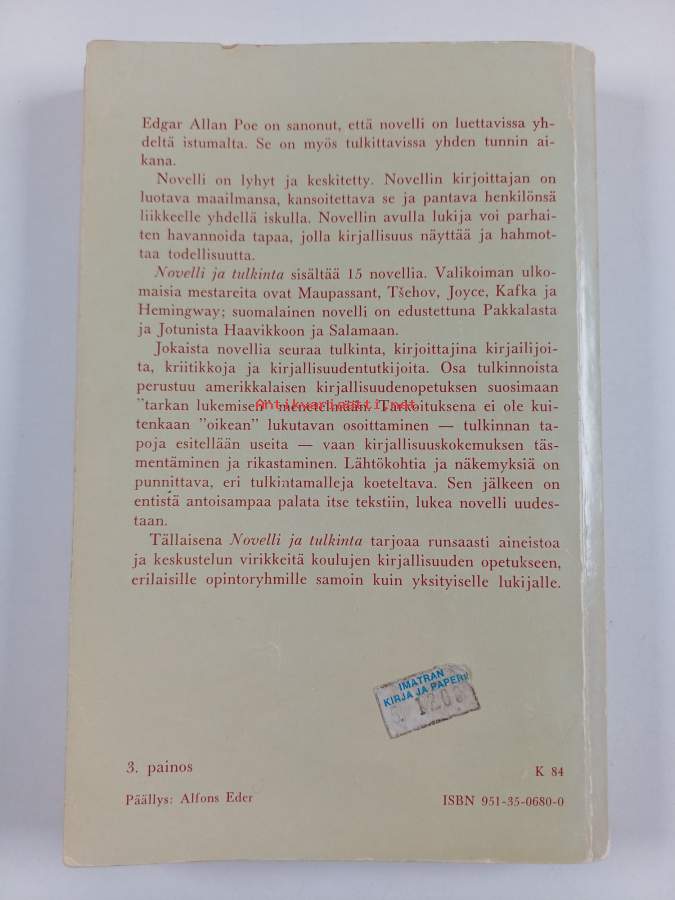 Edgar Allan Poe on sanonut, että novelli on luettavissa yh-
deltä istumalta. Se on myös tulkittavissa yhden tunnin ai-
kana.
Novelli on lyhyt ja keskitetty. Novellin kirjoittajan on
luotava maailmansa, kansoitettava se ja pantava henkilönsä
liikkeelle yhdellä iskulla. Novellin avulla lukija voi parhai-
ten havannoida tapaa, jolla kirjallisuus näyttää ja hahmot-
taa todellisuutta.
Novelli ja tulkinta sisältää 15 novellia. Valikoiman ulko-
maisia mestareita ovat Maupassant, Tšehov, Joyce, Kafka ja
Hemingway; suomalainen novelli on edustettuna Pakkalasta
ja Jotunista Haavikkoon ja Salamaan.
Jokaista novellia seuraa tulkinta, kirjoittajina kirjailijoi-
ta, kriitikkoja ja kirjallisuudentutkijoita. Osa tulkinnoista
perustuu amerikkalaisen kirjallisuudenopetuksen suosimaan
"tarkan lukemisen" menetelmään. Tarkoituksena ei ole kui-
Antikvariaatti.net
tenkaan "oikean" lukutavan osoittaminen — tulkinnan ta-
poja esitellään useita — vaan kirjallisuuskokemuksen täs-
mentäminen ja rikastaminen. Lähtökohtia ja näkemyksiä on
punnittava, eri tulkintamalleja koeteltava. Sen jälkeen on
entistä antoisampaa palata itse tekstiin, lukea novelli uudes-
taan.
Tällaisena Novelli ja tulkinta tarjoaa runsaasti aineistoa
ja keskustelun virikkeitä koulujen kirjallisuuden opetukseen,
erilaisille opintoryhmille samoin kuin yksityiselle lukijalle.
IMATRAN
KIRJA JA PAPERI
3. painos
K 84
Päällys: Alfons Eder
ISBN 951-35-0680-0